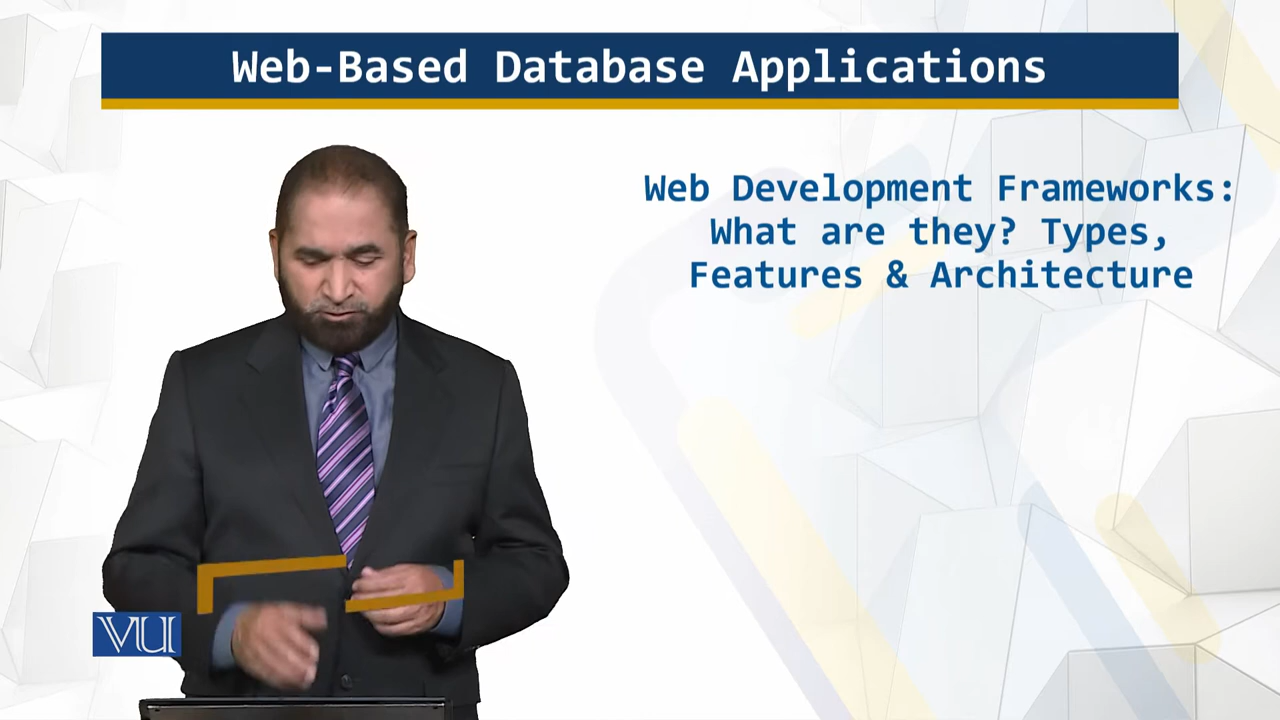 Web-Based Database Applications
Web Development Frameworks:
What are they? Types,
Features & Architecture
VU